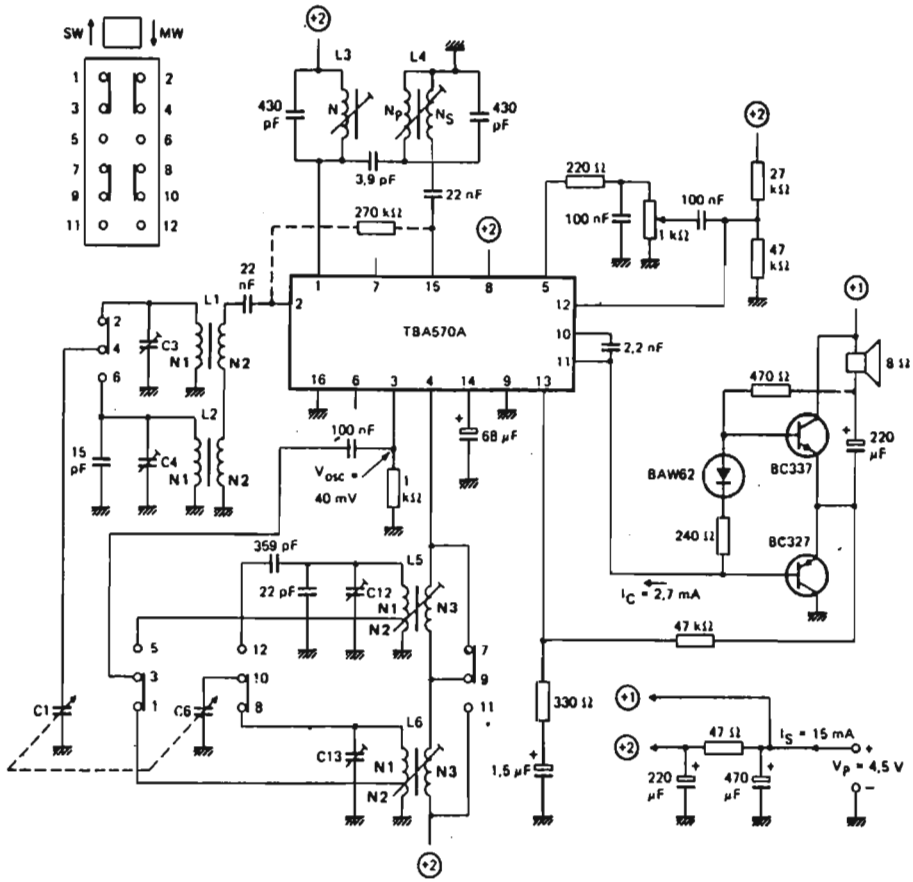 SW MW
1 2
3 4
5 6
7 8
9 10
11 12
+2
L3 L4
430 pF
N
Np
Ns
430 pF
3,9 pF
22 nF
270 kΩ
+2
220 Ω
100 nF
1 kΩ
100 nF
+2
27 kΩ
47 kΩ
22 nF
L1
2
4
6
C3
N1
N2
L2
15 pF
C4
N1
N2
1 7 15 8 5
2
12
10
11
TBA570A
16 6 3 4 14 9 13
2,2 nF
+1
8 Ω
470 Ω
BC337
220 μF
+
BAW62
240 Ω
BC327
IC = 2,7 mA
100 nF
Vosc = 40 mV
1 kΩ
+
68 μF
359 pF
22 pF
C12
L5
N1
N2
N3
5
3
1
12
10
8
7
9
11
C1
C6
C13
L6
N1
N2
N3
+2
47 kΩ
330 Ω
+
1,5 μF
+1
+2
47 Ω
IS = 15 mA
+
VP = 4,5 V
−
+
220 μF
+
470 μF